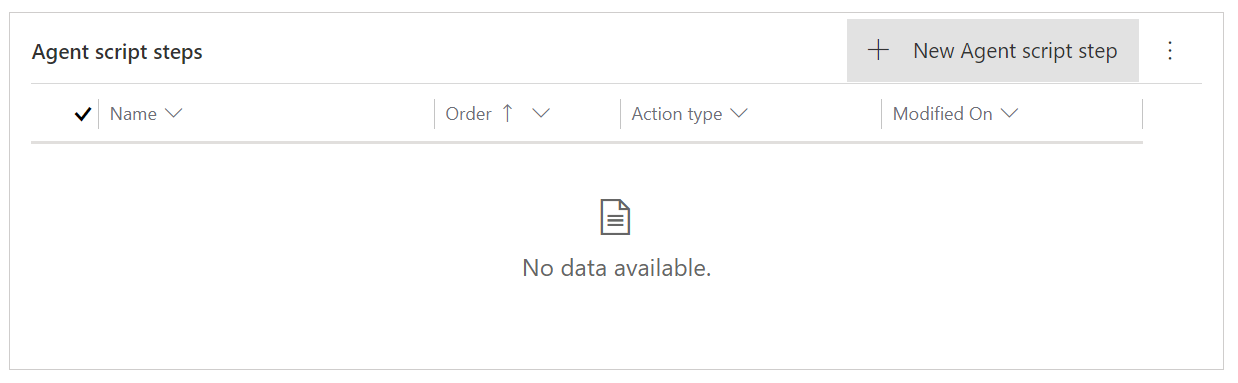 Agent script steps
New Agent script step
Name
Order
Action type
Modified On
No data available.